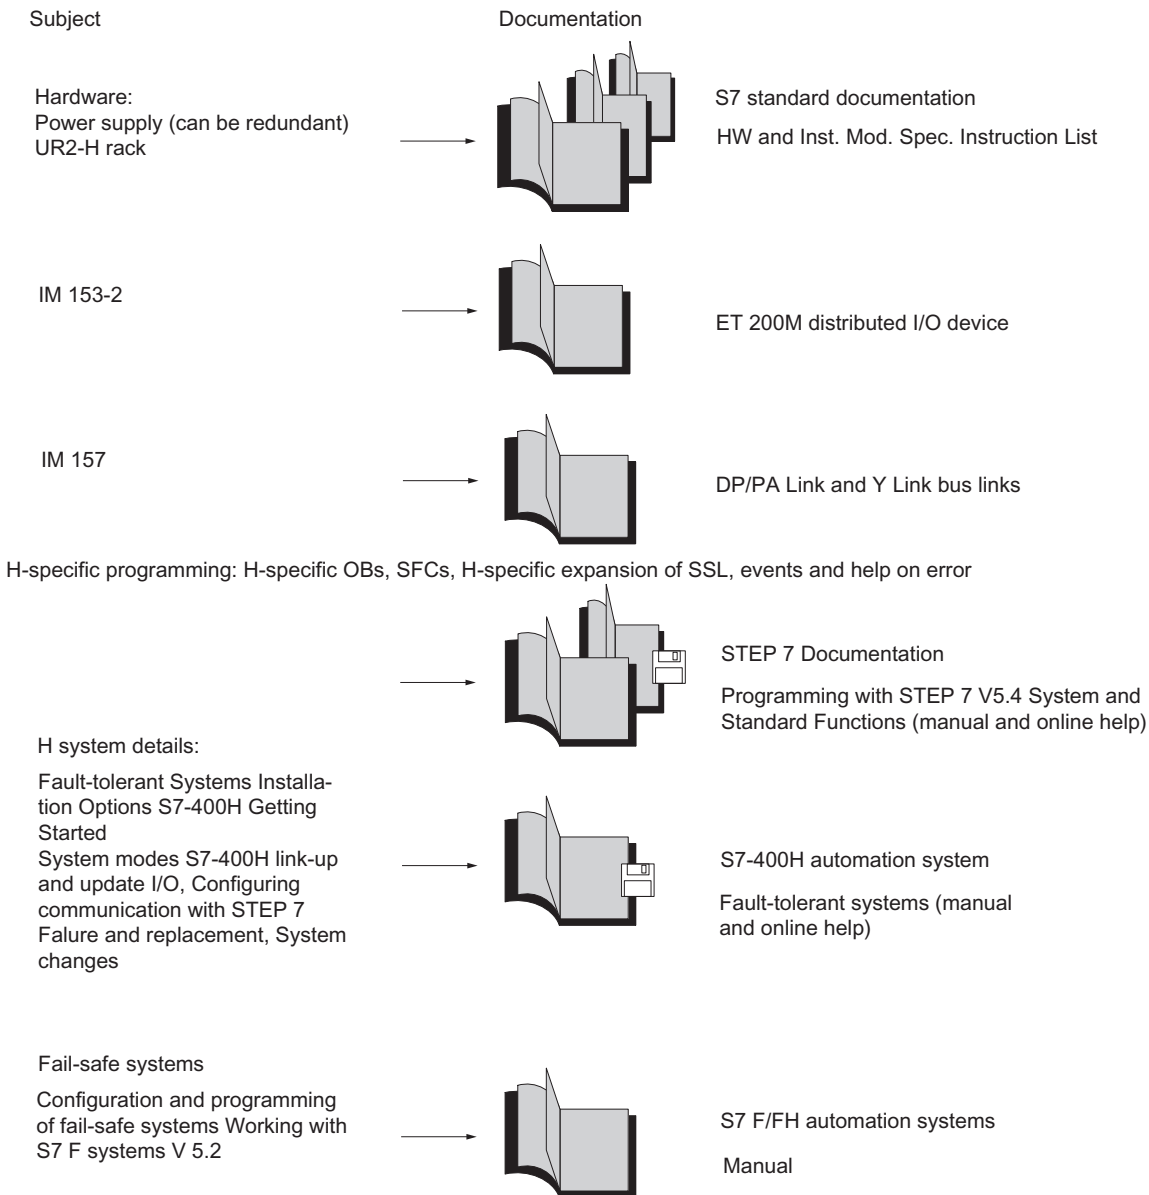 Subject
Documentation
Hardware:
Power supply (can be redundant)
UR2-H rack
S7 standard documentation
HW and Inst. Mod. Spec. Instruction List
IM 153-2
ET 200M distributed I/O device
IM 157
DP/PA Link and Y Link bus links
H-specific programming: H-specific OBs, SFCs, H-specific expansion of SSL, events and help on error
STEP 7 Documentation
Programming with STEP 7 V5.4 System and
Standard Functions (manual and online help)
H system details:
Fault-tolerant Systems Installa-
tion Options S7-400H Getting
Started
System modes S7-400H link-up
and update I/O, Configuring
communication with STEP 7
Falure and replacement, System
changes
S7-400H automation system
Fault-tolerant systems (manual
and online help)
Fail-safe systems
Configuration and programming
of fail-safe systems Working with
S7 F systems V 5.2
S7 F/FH automation systems
Manual